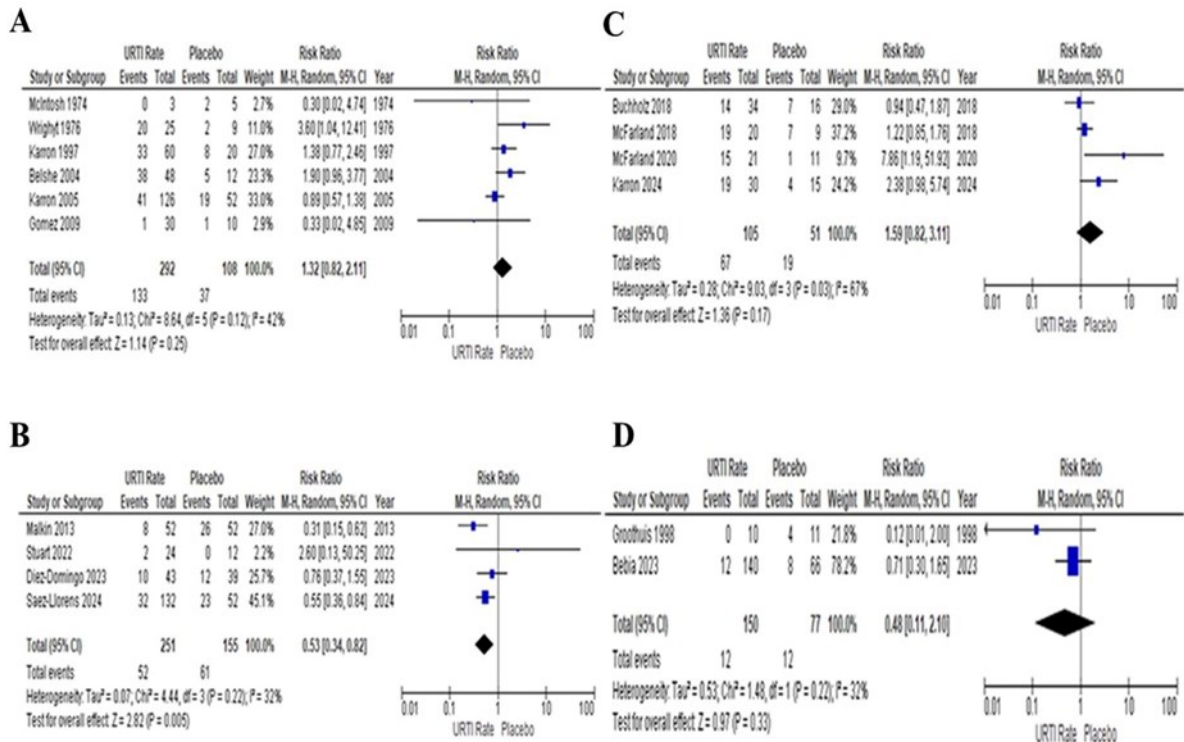 A
URTI Rate Placebo Risk Ratio Risk Ratio
Study or Subgroup Events Total Events Total Weight M-H, Random, 95% CI Year M-H, Random, 95% CI
McIntosh 1974 0 3 2 5 2.7% 0.30 [0.02, 4.74] 1974
Wrighyt 1976 20 25 2 9 11.0% 3.60 [1.04, 12.41] 1976
Karron 1997 33 60 8 20 27.0% 1.38 [0.77, 2.46] 1997
Belshe 2004 38 48 5 12 23.3% 1.90 [0.96, 3.77] 2004
Karron 2005 41 126 19 52 33.0% 0.89 [0.57, 1.38] 2005
Gomez 2009 1 30 1 10 2.9% 0.33 [0.02, 4.85] 2009
Total (95% CI) 292 108 100.0% 1.32 [0.82, 2.11]
Total events 133 37
Heterogeneity: Tau² = 0.13; Chi² = 8.64, df = 5 (P = 0.12); I² = 42%
Test for overall effect: Z = 1.14 (P = 0.25)
0.01 0.1 1 10 100
URTI Rate Placebo
B
URTI Rate Placebo Risk Ratio Risk Ratio
Study or Subgroup Events Total Events Total Weight M-H, Random, 95% CI Year M-H, Random, 95% CI
Malkin 2013 8 52 26 52 27.0% 0.31 [0.15, 0.62] 2013
Stuart 2022 2 24 0 12 2.2% 2.60 [0.13, 50.25] 2022
Diez-Domingo 2023 10 43 12 39 25.7% 0.76 [0.37, 1.55] 2023
Saez-Llorens 2024 32 132 23 52 45.1% 0.55 [0.36, 0.84] 2024
Total (95% CI) 251 155 100.0% 0.53 [0.34, 0.82]
Total events 52 61
Heterogeneity: Tau² = 0.07; Chi² = 4.44, df = 3 (P = 0.22); I² = 32%
Test for overall effect: Z = 2.82 (P = 0.005)
0.01 0.1 1 10 100
URTI Rate Placebo
C
URTI Rate Placebo Risk Ratio Risk Ratio
Study or Subgroup Events Total Events Total Weight M-H, Random, 95% CI Year M-H, Random, 95% CI
Buchholz 2018 14 34 7 16 29.0% 0.94 [0.47, 1.87] 2018
McFarland 2018 19 20 7 9 37.2% 1.22 [0.85, 1.76] 2018
McFarland 2020 15 21 1 11 9.7% 7.86 [1.19, 51.92] 2020
Karron 2024 19 30 4 15 24.2% 2.38 [0.98, 5.74] 2024
Total (95% CI) 105 51 100.0% 1.59 [0.82, 3.11]
Total events 67 19
Heterogeneity: Tau² = 0.28; Chi² = 9.03, df = 3 (P = 0.03); I² = 67%
Test for overall effect: Z = 1.36 (P = 0.17)
0.01 0.1 1 10 100
URTI Rate Placebo
D
URTI Rate Placebo Risk Ratio Risk Ratio
Study or Subgroup Events Total Events Total Weight M-H, Random, 95% CI Year M-H, Random, 95% CI
Groothuis 1998 0 10 4 11 21.8% 0.12 [0.01, 2.00] 1998
Bebia 2023 12 140 8 66 78.2% 0.71 [0.30, 1.65] 2023
Total (95% CI) 150 77 100.0% 0.48 [0.11, 2.10]
Total events 12 12
Heterogeneity: Tau² = 0.53; Chi² = 1.48, df = 1 (P = 0.22); I² = 32%
Test for overall effect: Z = 0.97 (P = 0.33)
0.01 0.1 1 10 100
URTI Rate Placebo